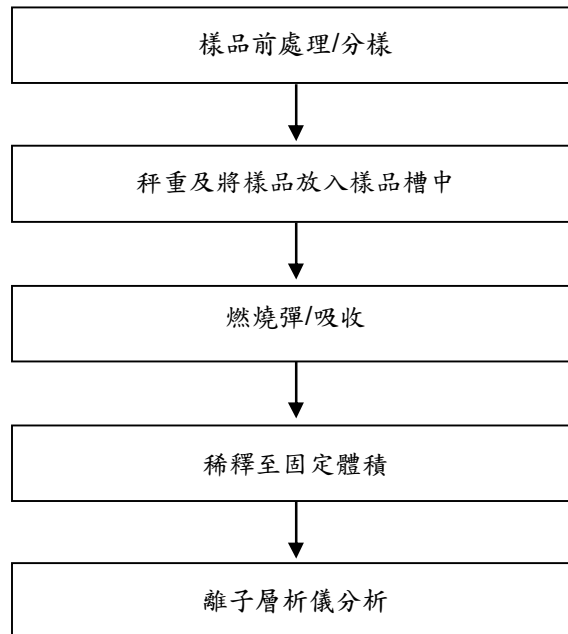 樣品前處理/分樣
秤重及將樣品放入樣品槽中
燃燒彈/吸收
稀釋至固定體積
離子層析儀分析